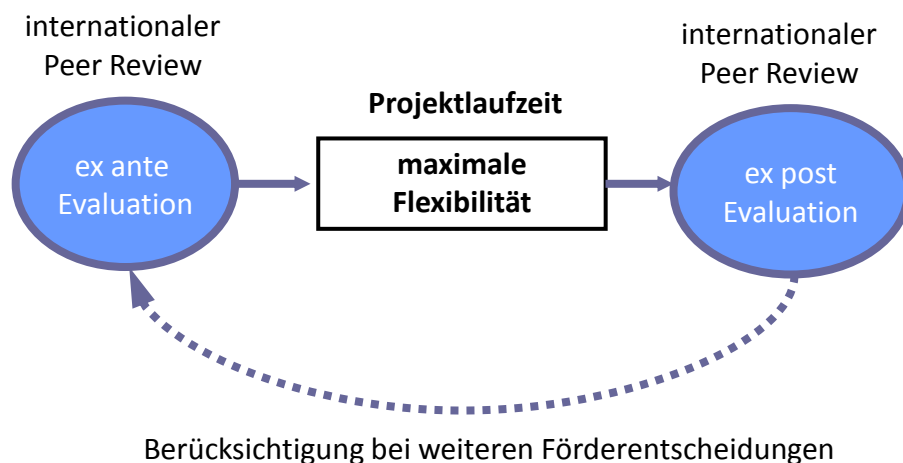 internationaler
Peer Review
ex ante
Evaluation
Projektlaufzeit
maximale
Flexibilität
internationaler
Peer Review
ex post
Evaluation
Berücksichtigung bei weiteren Förderentscheidungen